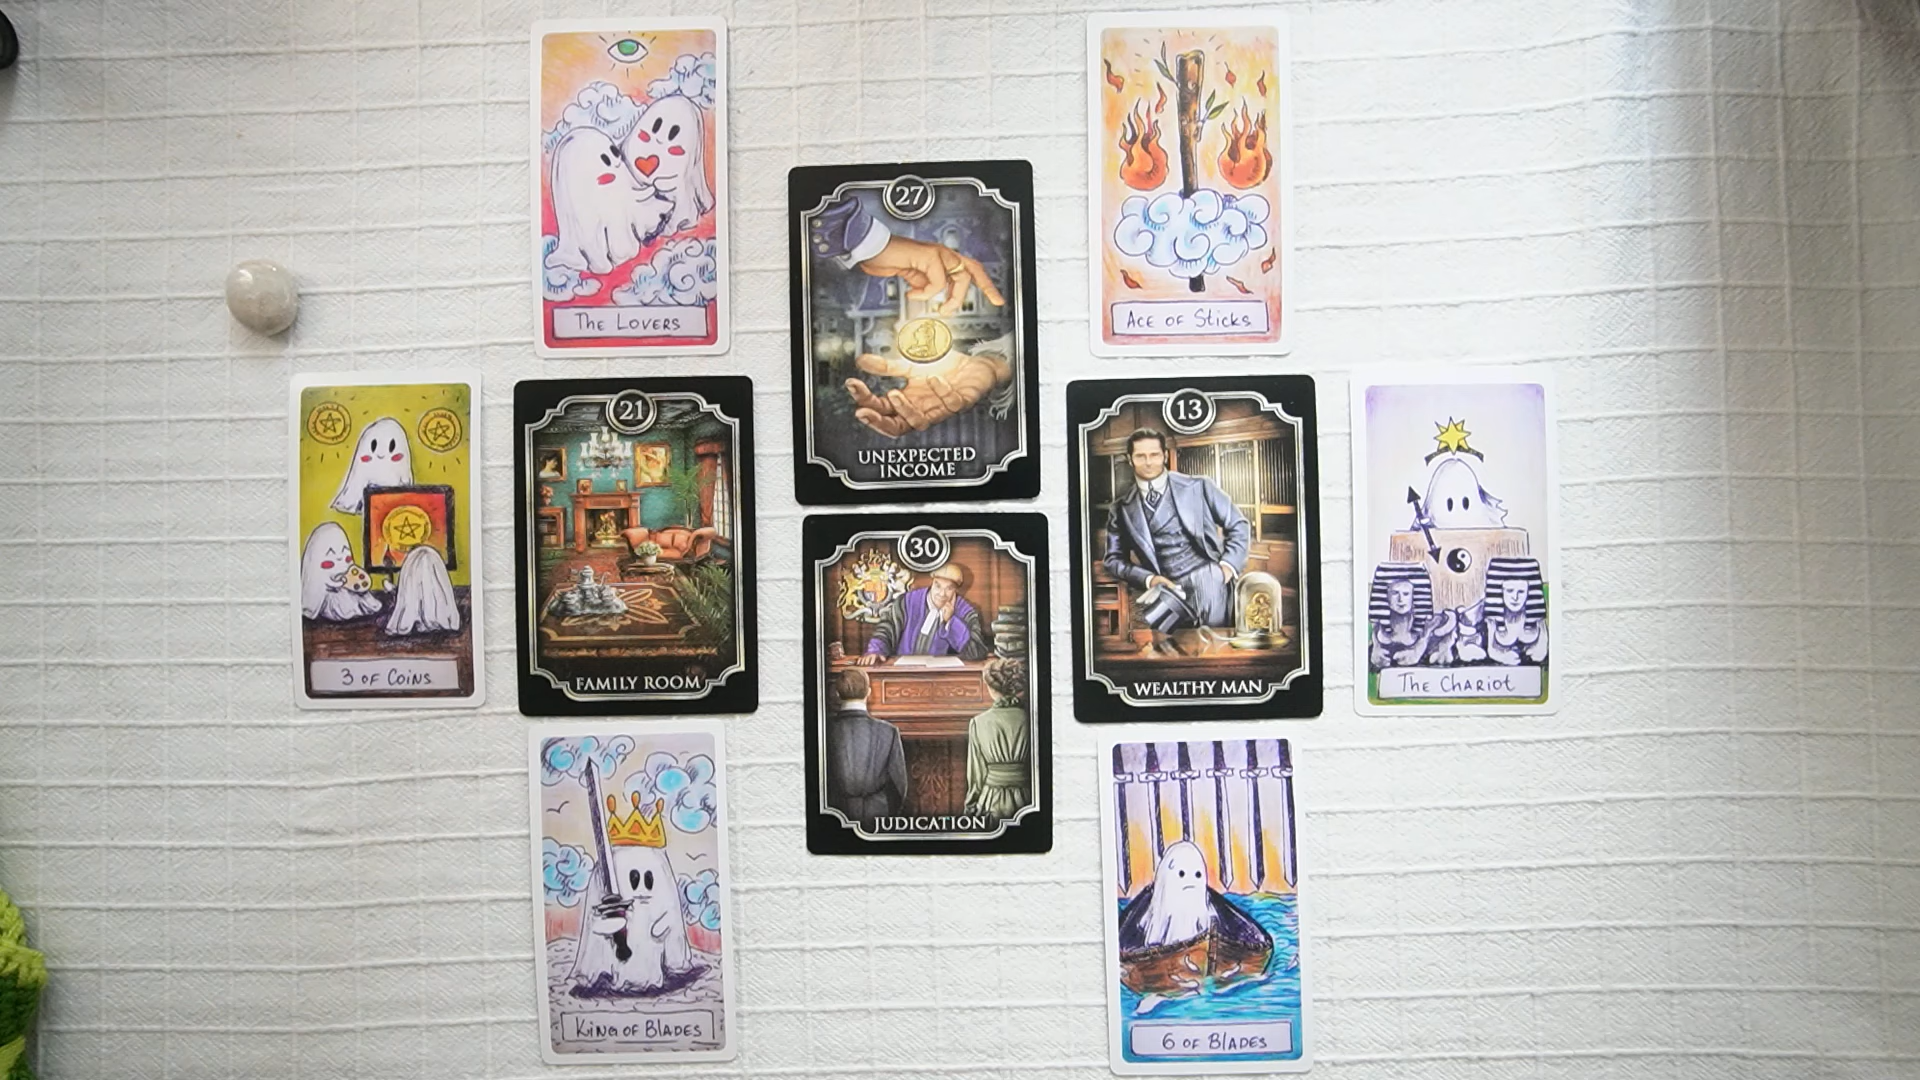 The Lovers
Ace of Sticks
27
UNEXPECTED
INCOME
3 of Coins
21
FAMILY ROOM
13
WEALTHY MAN
The Chariot
30
JUDICATION
King of Blades
6 of Blades